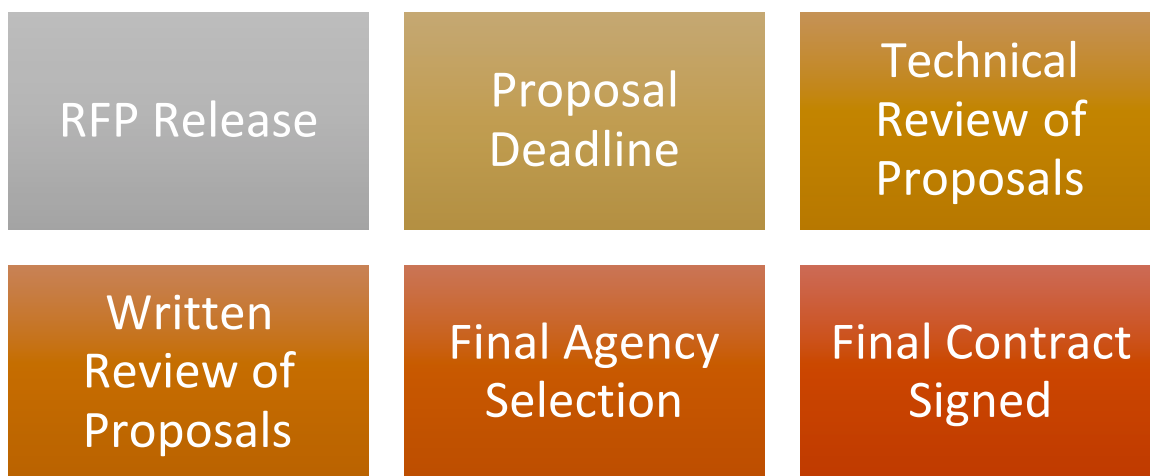 RFP Release
Proposal
Deadline
Technical
Review of
Proposals
Written
Review of
Proposals
Final Agency
Selection
Final Contract
Signed